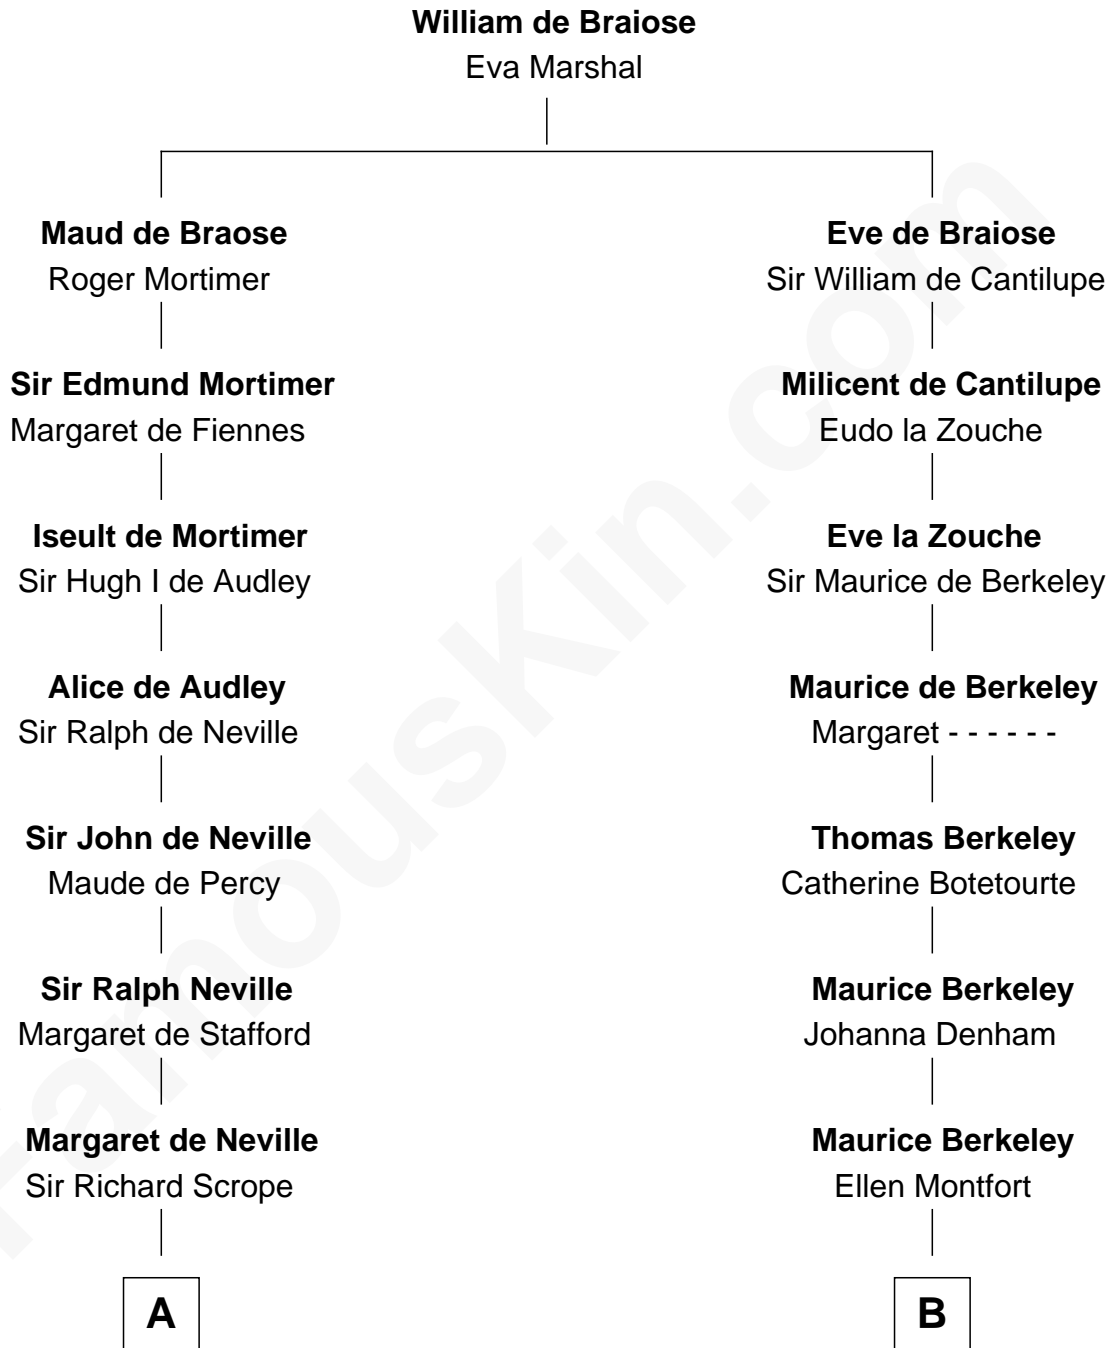 William de Braiose
Eva Marshal
Maud de Braose
Roger Mortimer
Eve de Braiose
Sir William de Cantilupe
Sir Edmund Mortimer
Margaret de Fiennes
Milicent de Cantilupe
Eudo la Zouche
Iseult de Mortimer
Sir Hugh I de Audley
Eve la Zouche
Sir Maurice de Berkeley
Alice de Audley
Sir Ralph de Neville
Maurice de Berkeley
Margaret - - - - - -
Sir John de Neville
Maude de Percy
Thomas Berkeley
Catherine Botetourte
Sir Ralph Neville
Margaret de Stafford
Maurice Berkeley
Johanna Denham
Margaret de Neville
Sir Richard Scrope
Maurice Berkeley
Ellen Montfort
A
B
FamousKin.com